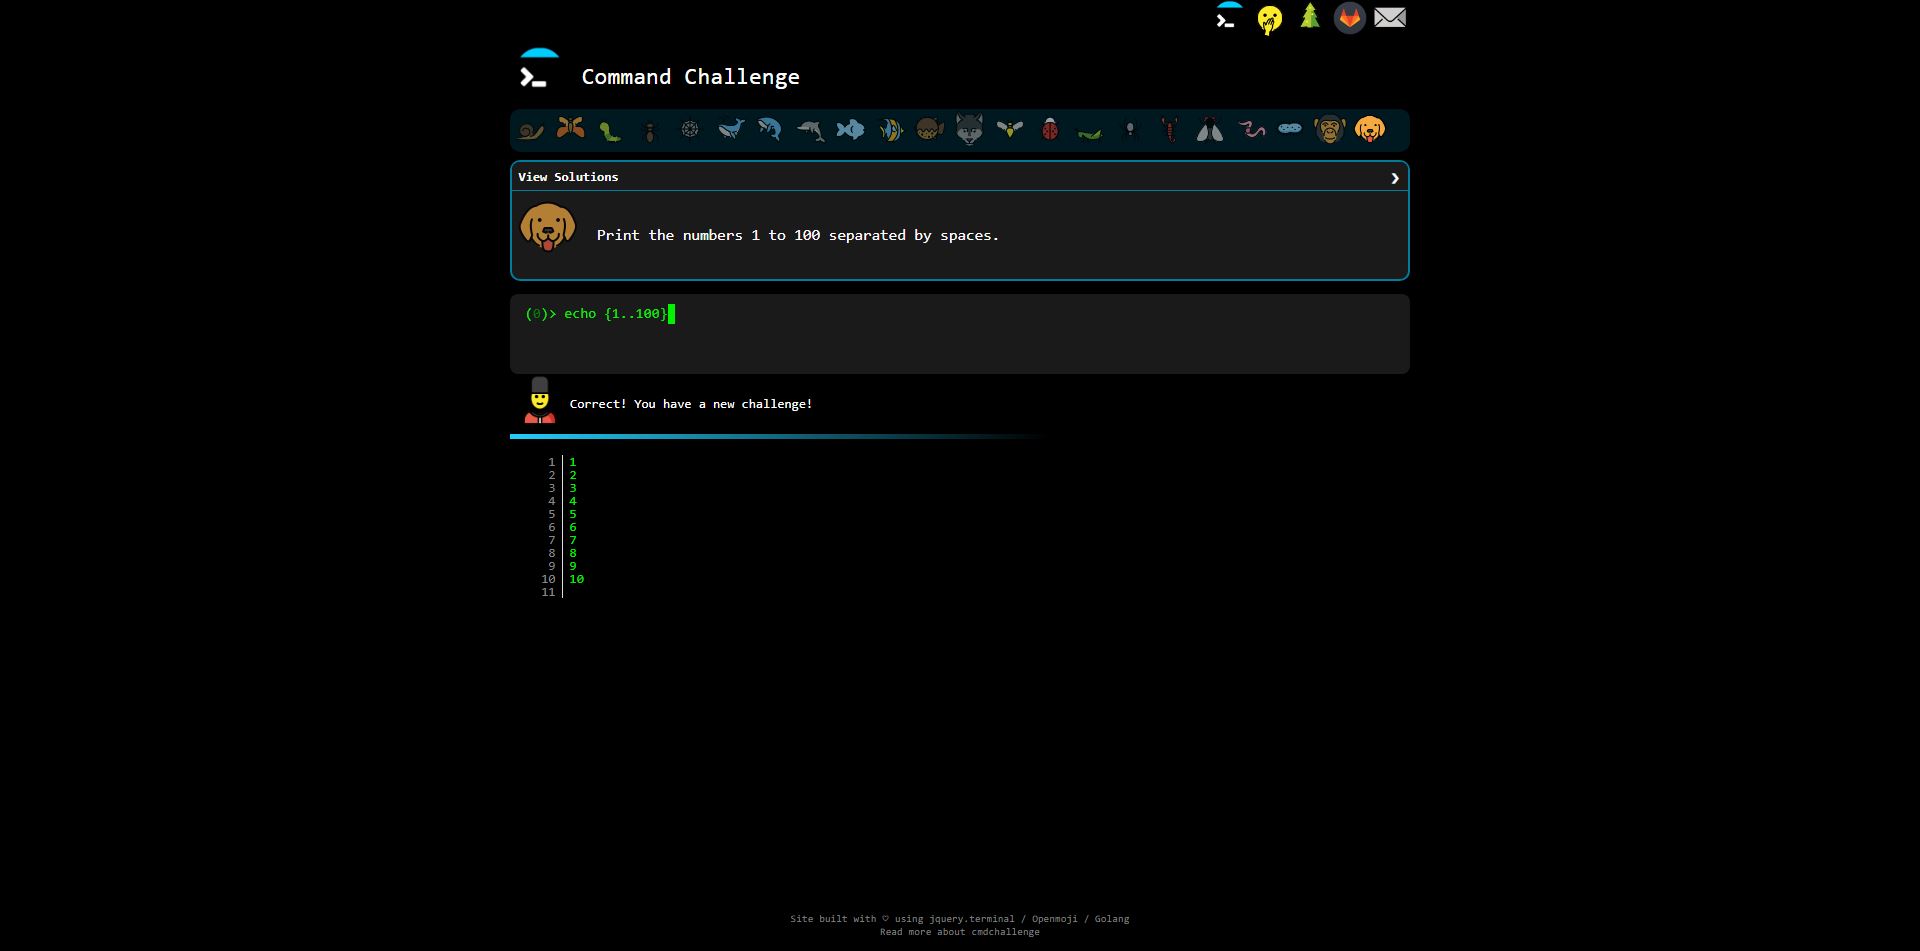 Command Challenge
View Solutions ❯
Print the numbers 1 to 100 separated by spaces.
(0)> echo {1..100}
Correct! You have a new challenge!
1 1
2 2
3 3
4 4
5 5
6 6
7 7
8 8
9 9
10 10
11
Site built with ♡ using jquery.terminal / Openmoji / Golang
Read more about cmdchallenge